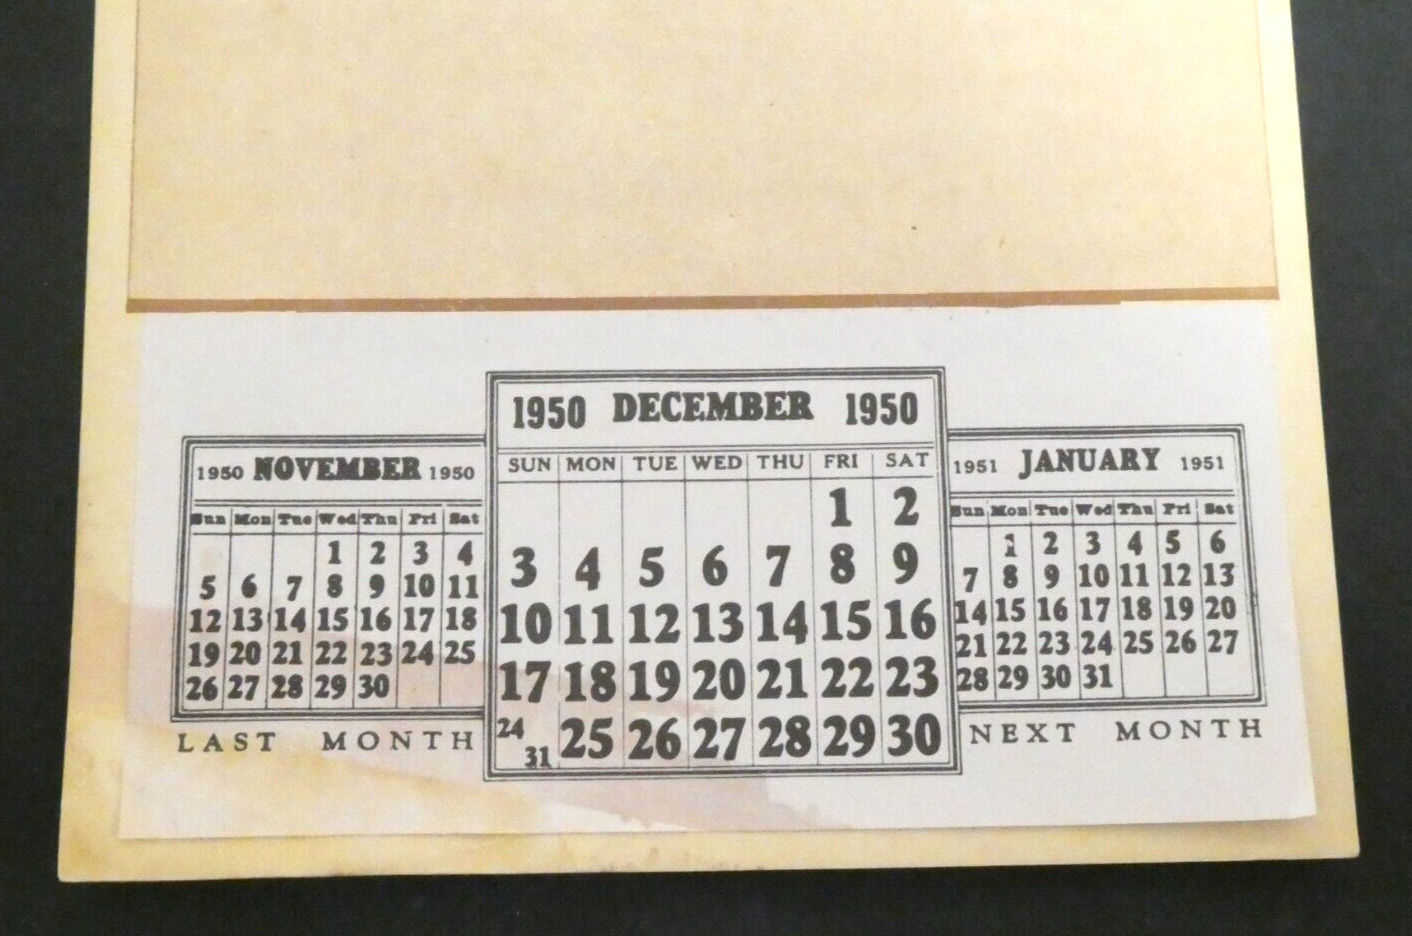 1950 DECEMBER 1950
SUN MON TUE WED THU FRI SAT
1 2
3 4 5 6 7 8 9
10 11 12 13 14 15 16
17 18 19 20 21 22 23
24 31 25 26 27 28 29 30
1950 NOVEMBER 1950
Sun Mon Tue Wed Thu Fri Sat
1 2 3 4
5 6 7 8 9 10 11
12 13 14 15 16 17 18
19 20 21 22 23 24 25
26 27 28 29 30
LAST MONTH
1951 JANUARY 1951
Sun Mon Tue Wed Thu Fri Sat
1 2 3 4 5 6
7 8 9 10 11 12 13
14 15 16 17 18 19 20
21 22 23 24 25 26 27
28 29 30 31
NEXT MONTH